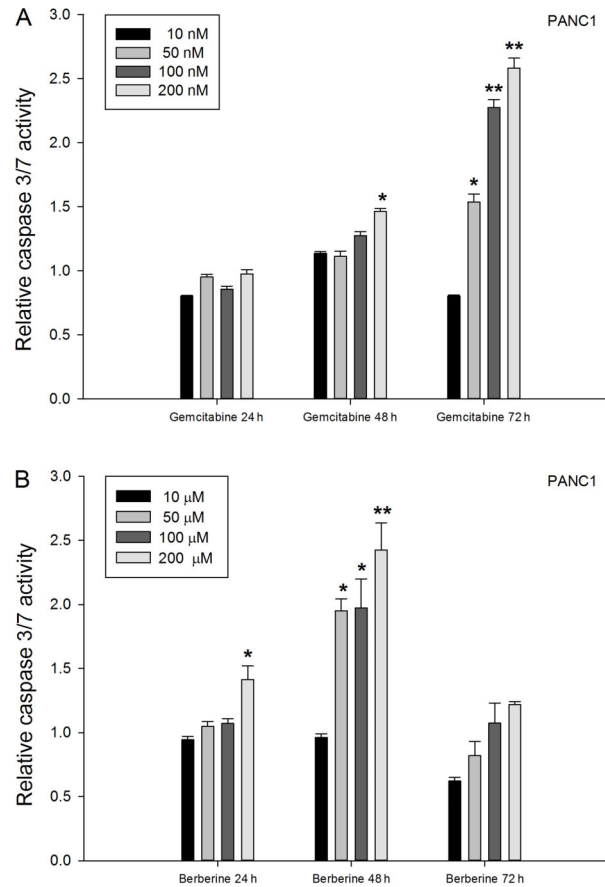 A
PANC1
10 nM
50 nM
100 nM
200 nM
Relative caspase 3/7 activity
3.0
2.5
2.0
1.5
1.0
0.5
0.0
*
*
**
**
Gemcitabine 24 h
Gemcitabine 48 h
Gemcitabine 72 h
B
PANC1
10 µM
50 µM
100 µM
200 µM
Relative caspase 3/7 activity
3.0
2.5
2.0
1.5
1.0
0.5
0.0
*
*
*
**
Berberine 24 h
Berberine 48 h
Berberine 72 h